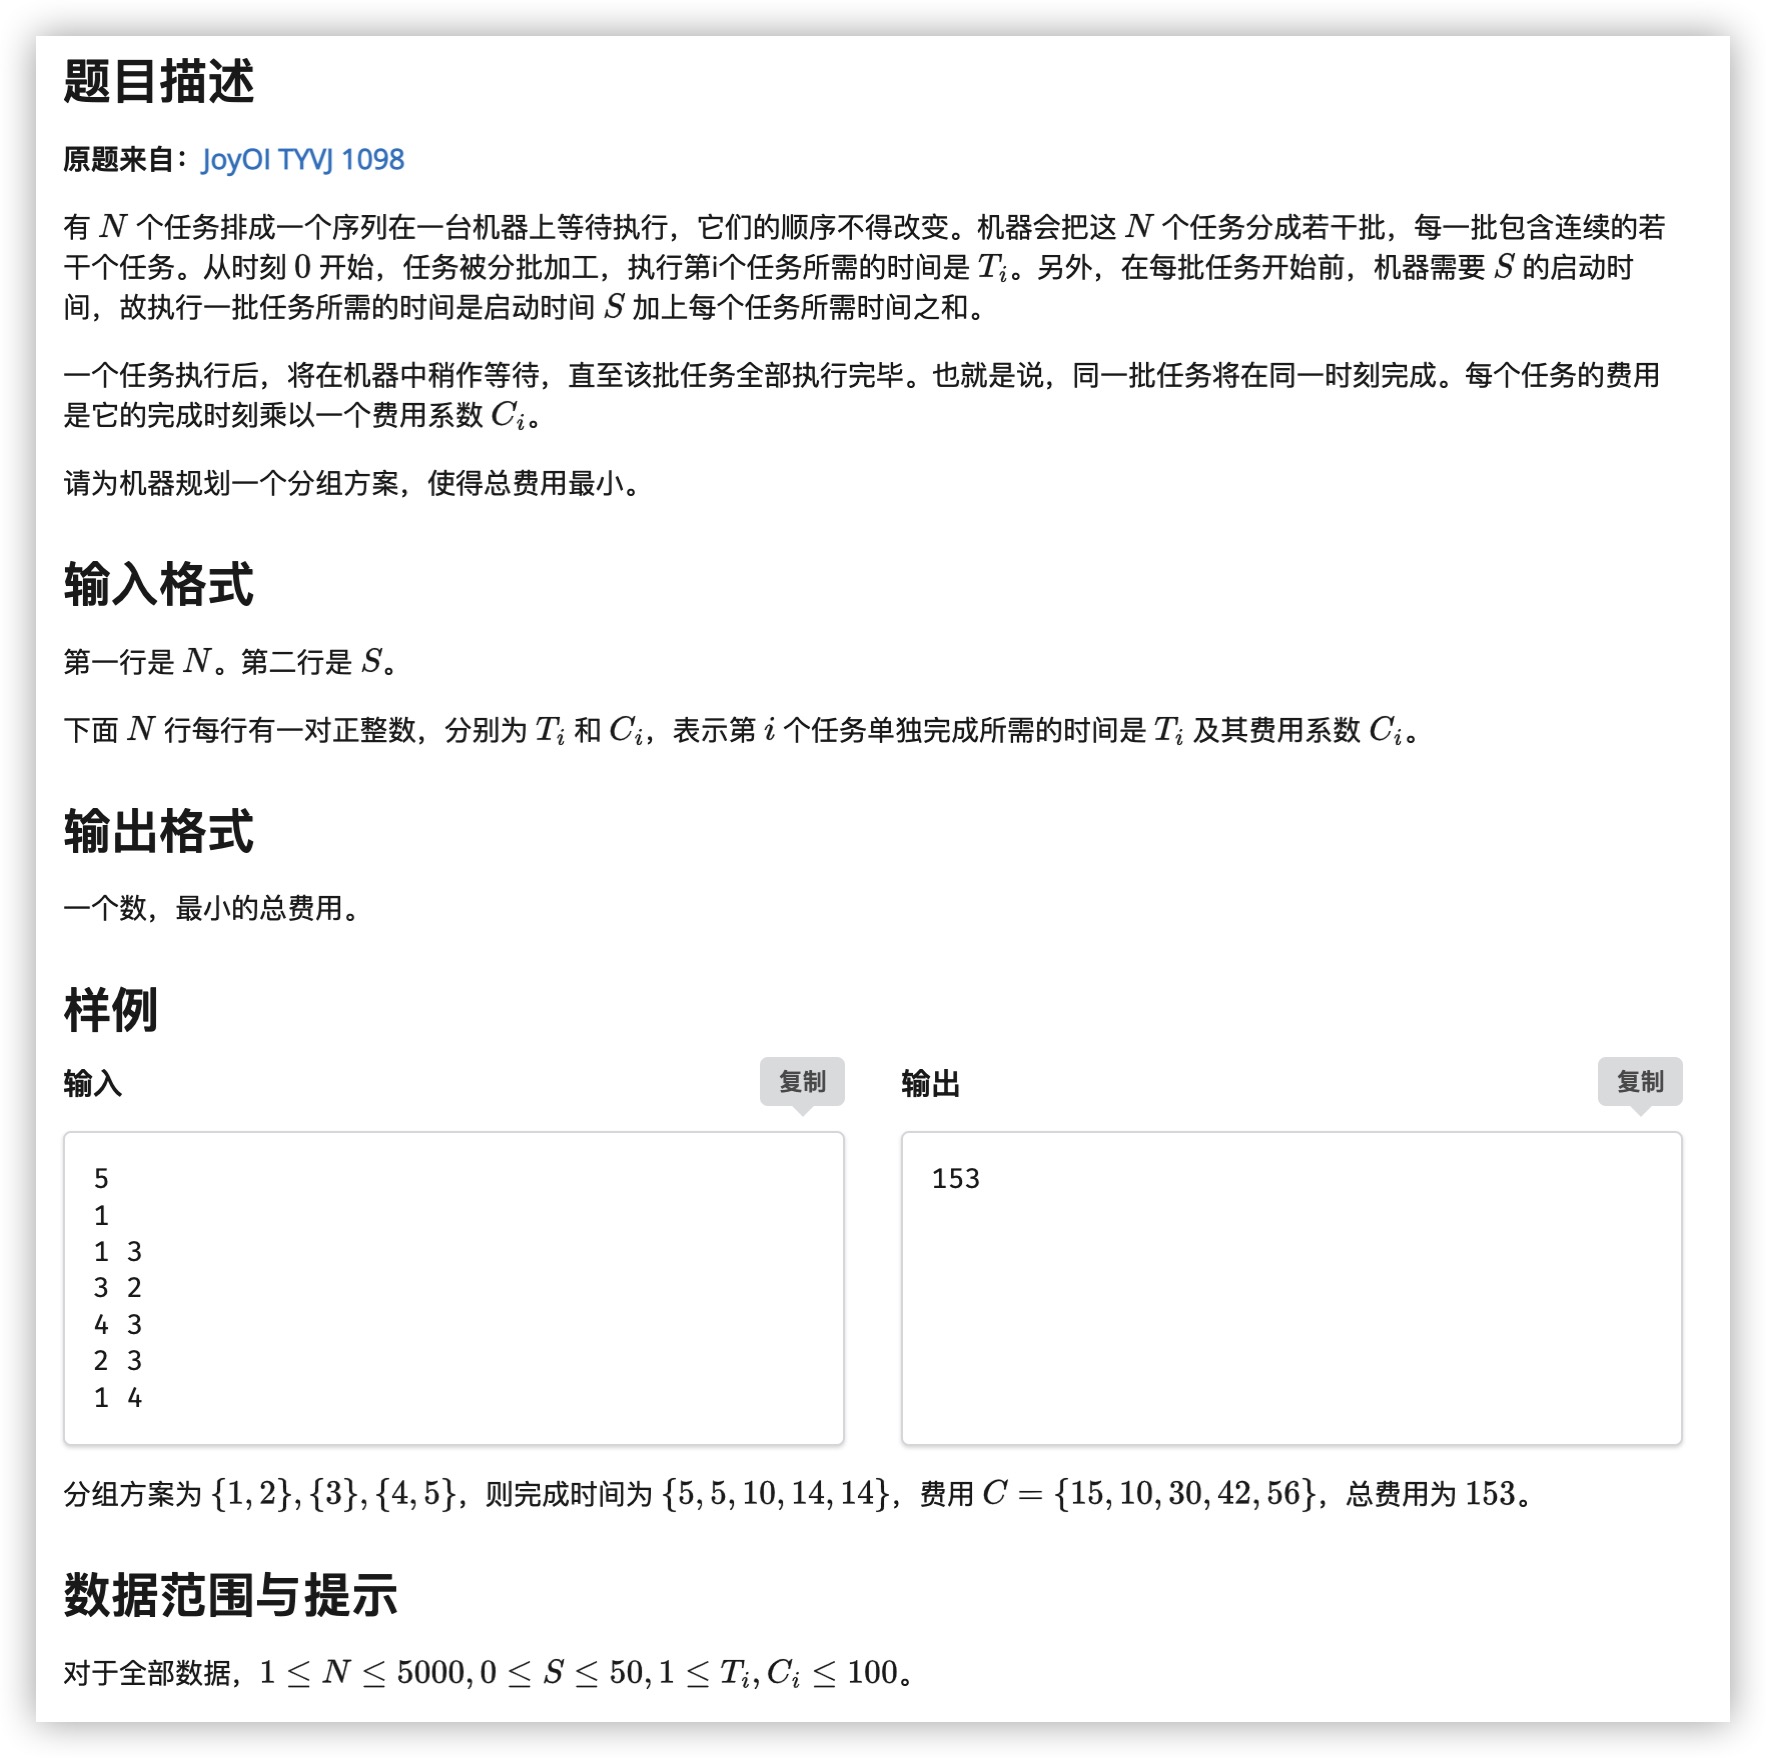 题目描述
原题来自：JoyOI TYVJ 1098
有 N 个任务排成一个序列在一台机器上等待执行，它们的顺序不得改变。机器会把这 N 个任务分成若干批，每一批包含连续的若
干个任务。从时刻 0 开始，任务被分批加工，执行第i个任务所需的时间是 T_i。另外，在每批任务开始前，机器需要 S 的启动时
间，故执行一批任务所需的时间是启动时间 S 加上每个任务所需时间之和。
一个任务执行后，将在机器中稍作等待，直至该批任务全部执行完毕。也就是说，同一批任务将在同一时刻完成。每个任务的费用
是它的完成时刻乘以一个费用系数 C_i。
请为机器规划一个分组方案，使得总费用最小。
输入格式
第一行是 N。第二行是 S。
下面 N 行每行有一对正整数，分别为 T_i 和 C_i，表示第 i 个任务单独完成所需的时间是 T_i 及其费用系数 C_i。
输出格式
一个数，最小的总费用。
样例
输入 复制
5
1
1 3
3 2
4 3
2 3
1 4
输出 复制
153
分组方案为 {1, 2}, {3}, {4, 5}，则完成时间为 {5, 5, 10, 14, 14}，费用 C = {15, 10, 30, 42, 56}，总费用为 153。
数据范围与提示
对于全部数据，1 ≤ N ≤ 5000, 0 ≤ S ≤ 50, 1 ≤ T_i, C_i ≤ 100。